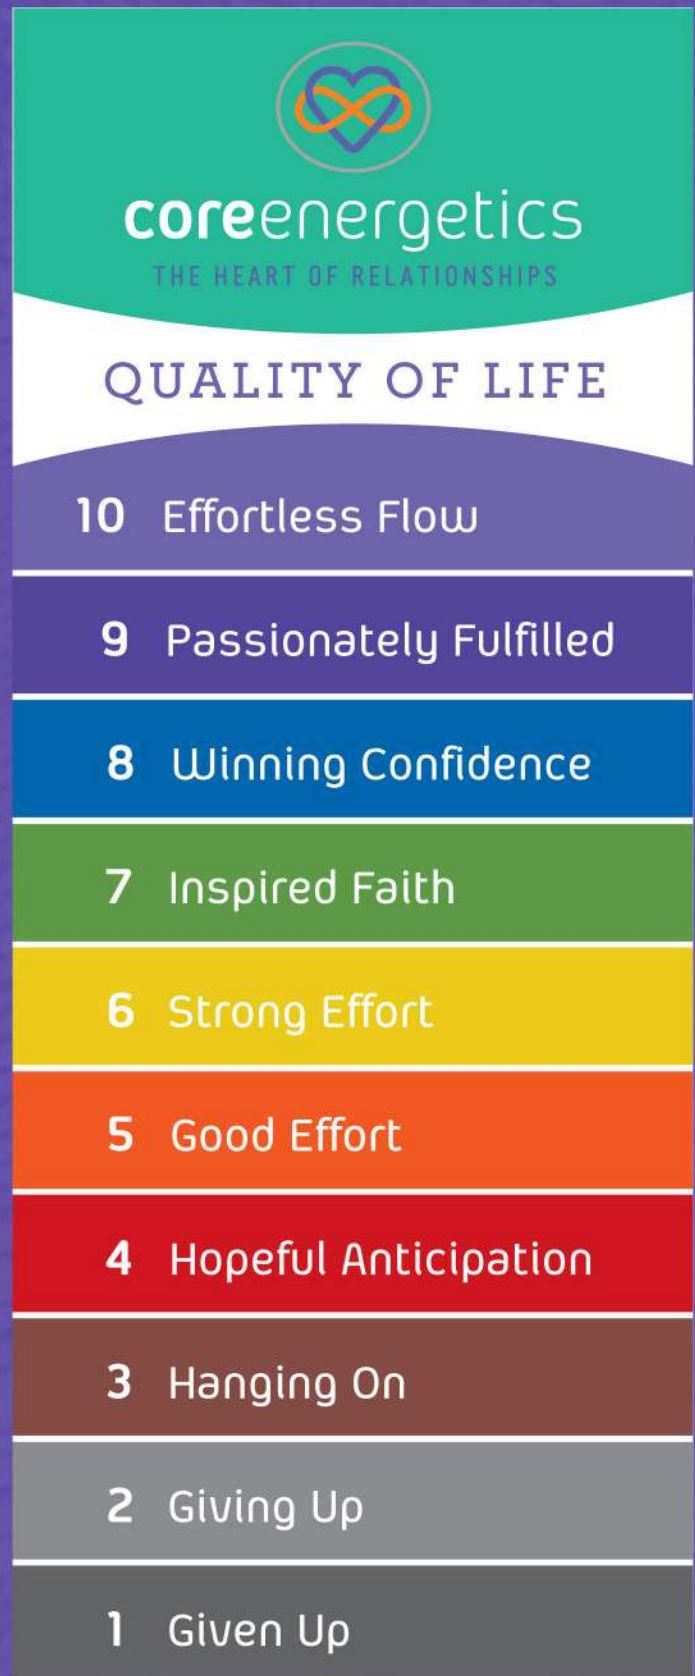 coreenergetics
THE HEART OF RELATIONSHIPS
QUALITY OF LIFE
10 Effortless Flow
9 Passionately Fulfilled
8 Winning Confidence
7 Inspired Faith
6 Strong Effort
5 Good Effort
4 Hopeful Anticipation
3 Hanging On
2 Giving Up
1 Given Up